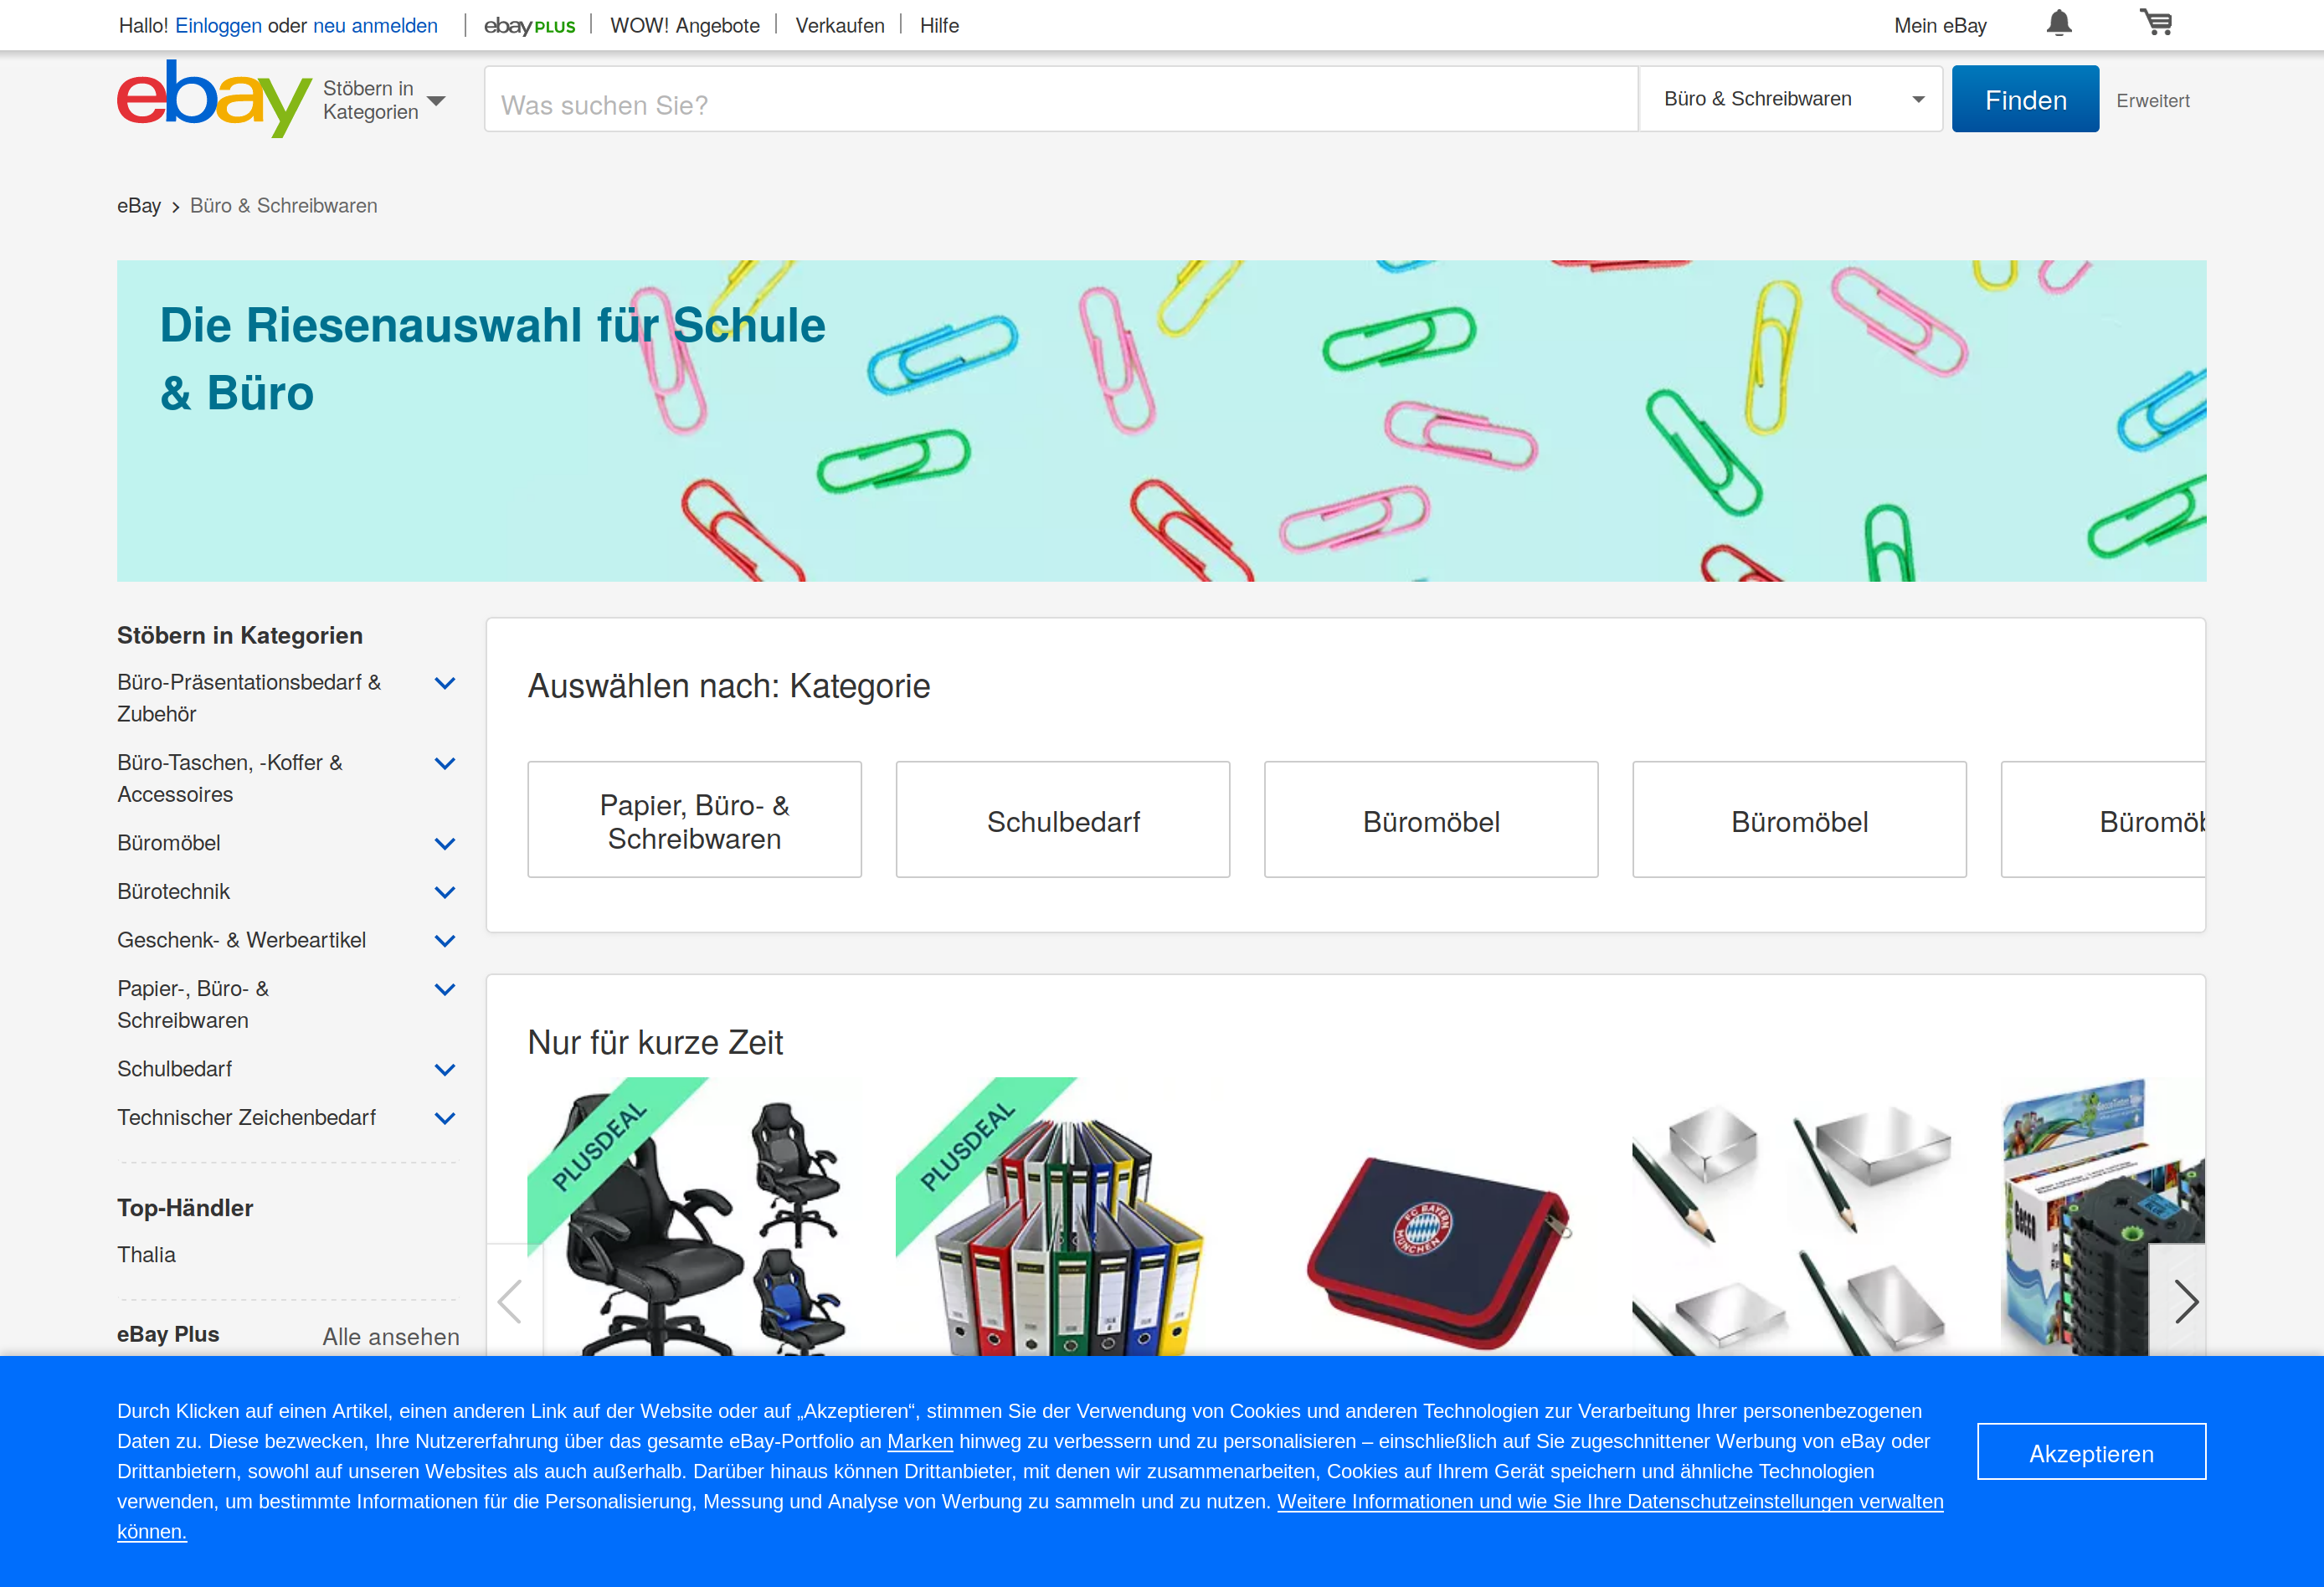 Hallo! Einloggen oder neu anmelden
ebay PLUS
WOW! Angebote
Verkaufen
Hilfe
Mein eBay
ebay
Stöbern in
Kategorien
Was suchen Sie?
Büro & Schreibwaren
Finden
Erweitert
eBay
Büro & Schreibwaren
Die Riesenauswahl für Schule
& Büro
Stöbern in Kategorien
Büro-Präsentationsbedarf &
Zubehör
Büro-Taschen, -Koffer &
Accessoires
Büromöbel
Bürotechnik
Geschenk- & Werbeartikel
Papier-, Büro- &
Schreibwaren
Schulbedarf
Technischer Zeichenbedarf
Top-Händler
Thalia
eBay Plus
Alle ansehen
Auswählen nach: Kategorie
Papier, Büro- &
Schreibwaren
Schulbedarf
Büromöbel
Büromöbel
Büromöb
Nur für kurze Zeit
PLUSDEAL
PLUSDEAL
FC BAYERN
MÜNCHEN
Durch Klicken auf einen Artikel, einen anderen Link auf der Website oder auf „Akzeptieren“, stimmen Sie der Verwendung von Cookies und anderen Technologien zur Verarbeitung Ihrer personenbezogenen
Daten zu. Diese bezwecken, Ihre Nutzererfahrung über das gesamte eBay-Portfolio an Marken hinweg zu verbessern und zu personalisieren – einschließlich auf Sie zugeschnittener Werbung von eBay oder
Drittanbietern, sowohl auf unseren Websites als auch außerhalb. Darüber hinaus können Drittanbieter, mit denen wir zusammenarbeiten, Cookies auf Ihrem Gerät speichern und ähnliche Technologien
verwenden, um bestimmte Informationen für die Personalisierung, Messung und Analyse von Werbung zu sammeln und zu nutzen. Weitere Informationen und wie Sie Ihre Datenschutzeinstellungen verwalten
können.
Akzeptieren